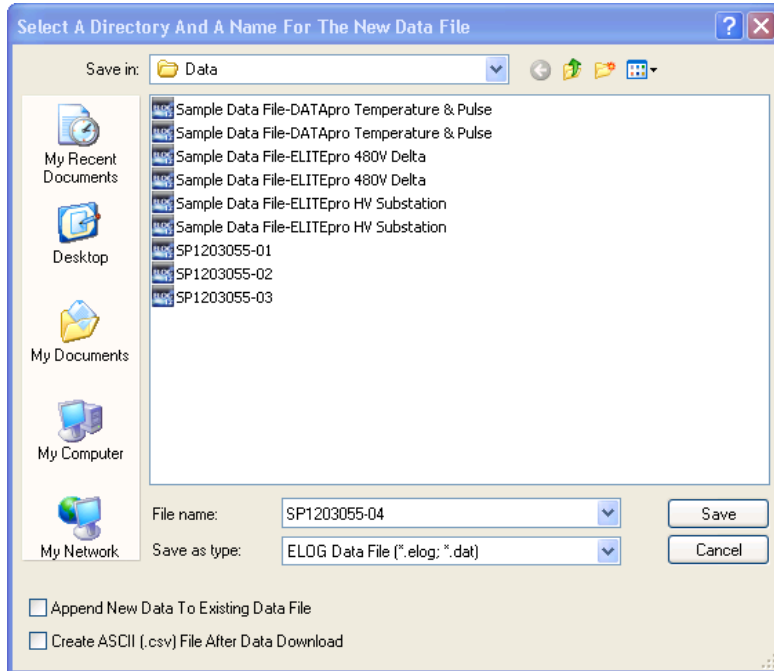 Select A Directory And A Name For The New Data File
Save in: Data
Sample Data File-DATApro Temperature & Pulse
Sample Data File-DATApro Temperature & Pulse
Sample Data File-ELITEpro 480V Delta
Sample Data File-ELITEpro 480V Delta
Sample Data File-ELITEpro HV Substation
Sample Data File-ELITEpro HV Substation
SP1203055-01
SP1203055-02
SP1203055-03
My Recent
Documents
Desktop
My Documents
My Computer
My Network
File name: SP1203055-04 Save
Save as type: ELOG Data File (*.elog; *.dat) Cancel
Append New Data To Existing Data File
Create ASCII (.csv) File After Data Download